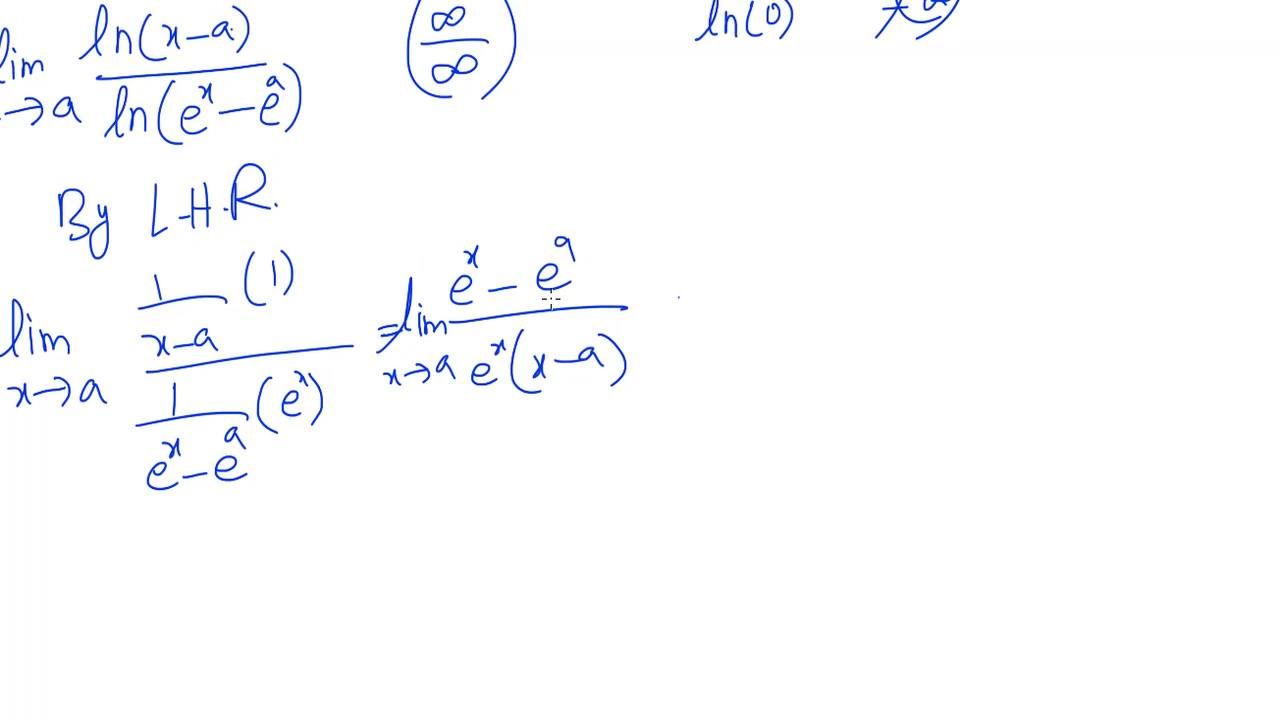 lim x→a ln(x-a) / ln(e^x - e^a) (∞/∞) ln(0)
By L.H.R.
lim x→a (1/(x-a) (1)) / (1/(e^x - e^a) (e^x)) = lim x→a (e^x - e^a) / (e^x (x-a))